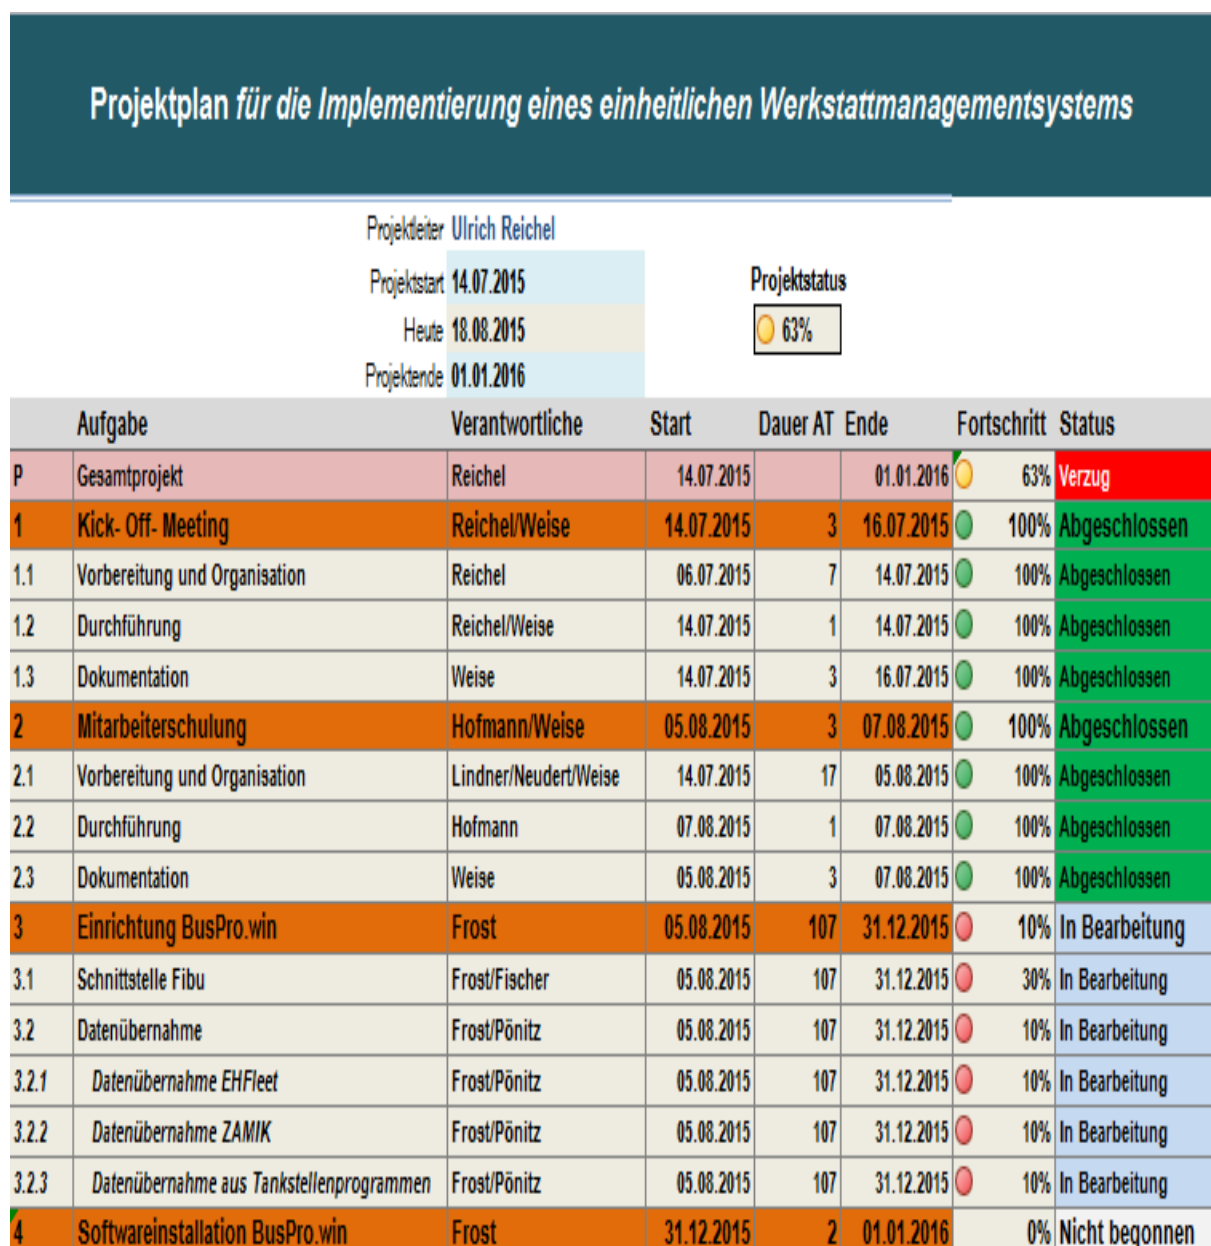 Projektplan für die Implementierung eines einheitlichen Werkstattmanagementsystems
Projektleiter Ulrich Reichel
Projektstart 14.07.2015 Projektstatus
Heute 18.08.2015 63%
Projektende 01.01.2016
Aufgabe Verantwortliche Start Dauer AT Ende Fortschritt Status
P Gesamtprojekt Reichel 14.07.2015 01.01.2016 63% Verzug
1 Kick- Off- Meeting Reichel/Weise 14.07.2015 3 16.07.2015 100% Abgeschlossen
1.1 Vorbereitung und Organisation Reichel 06.07.2015 7 14.07.2015 100% Abgeschlossen
1.2 Durchführung Reichel/Weise 14.07.2015 1 14.07.2015 100% Abgeschlossen
1.3 Dokumentation Weise 14.07.2015 3 16.07.2015 100% Abgeschlossen
2 Mitarbeiterschulung Hofmann/Weise 05.08.2015 3 07.08.2015 100% Abgeschlossen
2.1 Vorbereitung und Organisation Lindner/Neudert/Weise 14.07.2015 17 05.08.2015 100% Abgeschlossen
2.2 Durchführung Hofmann 07.08.2015 1 07.08.2015 100% Abgeschlossen
2.3 Dokumentation Weise 05.08.2015 3 07.08.2015 100% Abgeschlossen
3 Einrichtung BusPro.win Frost 05.08.2015 107 31.12.2015 10% In Bearbeitung
3.1 Schnittstelle Fibu Frost/Fischer 05.08.2015 107 31.12.2015 30% In Bearbeitung
3.2 Datenübernahme Frost/Pönitz 05.08.2015 107 31.12.2015 10% In Bearbeitung
3.2.1 Datenübernahme EHFleet Frost/Pönitz 05.08.2015 107 31.12.2015 10% In Bearbeitung
3.2.2 Datenübernahme ZAMIK Frost/Pönitz 05.08.2015 107 31.12.2015 10% In Bearbeitung
3.2.3 Datenübernahme aus Tankstellenprogrammen Frost/Pönitz 05.08.2015 107 31.12.2015 10% In Bearbeitung
4 Softwareinstallation BusPro.win Frost 31.12.2015 2 01.01.2016 0% Nicht begonnen